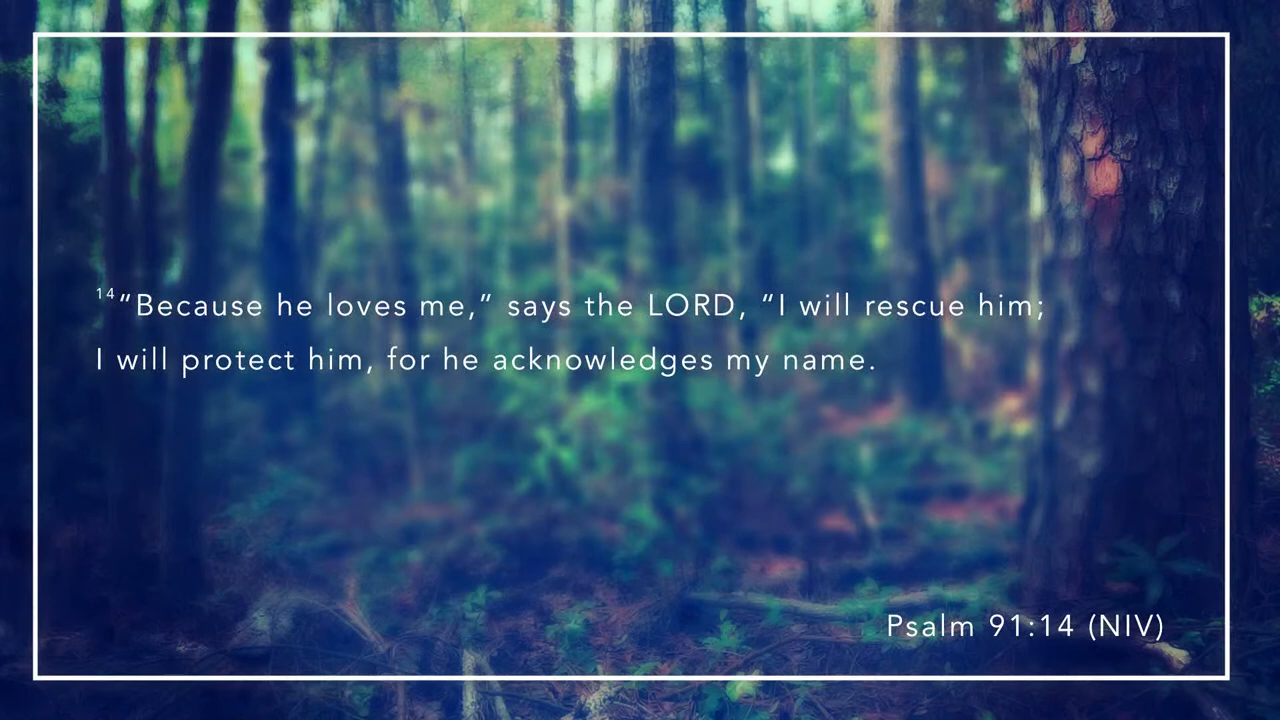 14“Because he loves me,” says the LORD, “I will rescue him;
I will protect him, for he acknowledges my name.
Psalm 91:14 (NIV)